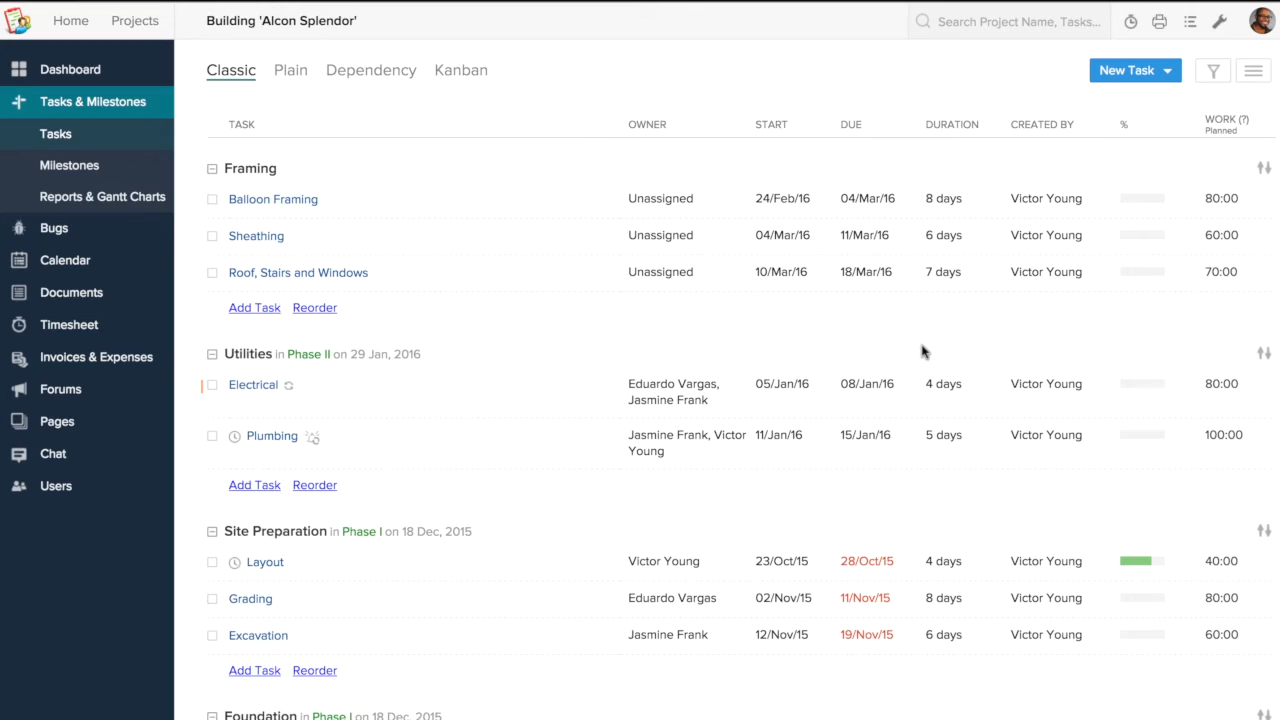 Home Projects Building 'Alcon Splendor' Search Project Name, Tasks...
Dashboard
Tasks & Milestones
Tasks
Milestones
Reports & Gantt Charts
Bugs
Calendar
Documents
Timesheet
Invoices & Expenses
Forums
Pages
Chat
Users
Classic Plain Dependency Kanban New Task
TASK OWNER START DUE DURATION CREATED BY % WORK (?)
Planned
Framing
Balloon Framing Unassigned 24/Feb/16 04/Mar/16 8 days Victor Young 80:00
Sheathing Unassigned 04/Mar/16 11/Mar/16 6 days Victor Young 60:00
Roof, Stairs and Windows Unassigned 10/Mar/16 18/Mar/16 7 days Victor Young 70:00
Add Task Reorder
Utilities in Phase II on 29 Jan, 2016
Electrical Eduardo Vargas, 05/Jan/16 08/Jan/16 4 days Victor Young 80:00
Jasmine Frank
Plumbing Jasmine Frank, Victor 11/Jan/16 15/Jan/16 5 days Victor Young 100:00
Young
Add Task Reorder
Site Preparation in Phase I on 18 Dec, 2015
Layout Victor Young 23/Oct/15 28/Oct/15 4 days Victor Young 40:00
Grading Eduardo Vargas 02/Nov/15 11/Nov/15 8 days Victor Young 80:00
Excavation Jasmine Frank 12/Nov/15 19/Nov/15 6 days Victor Young 60:00
Add Task Reorder
Foundation in Phase I on 18 Dec, 2015